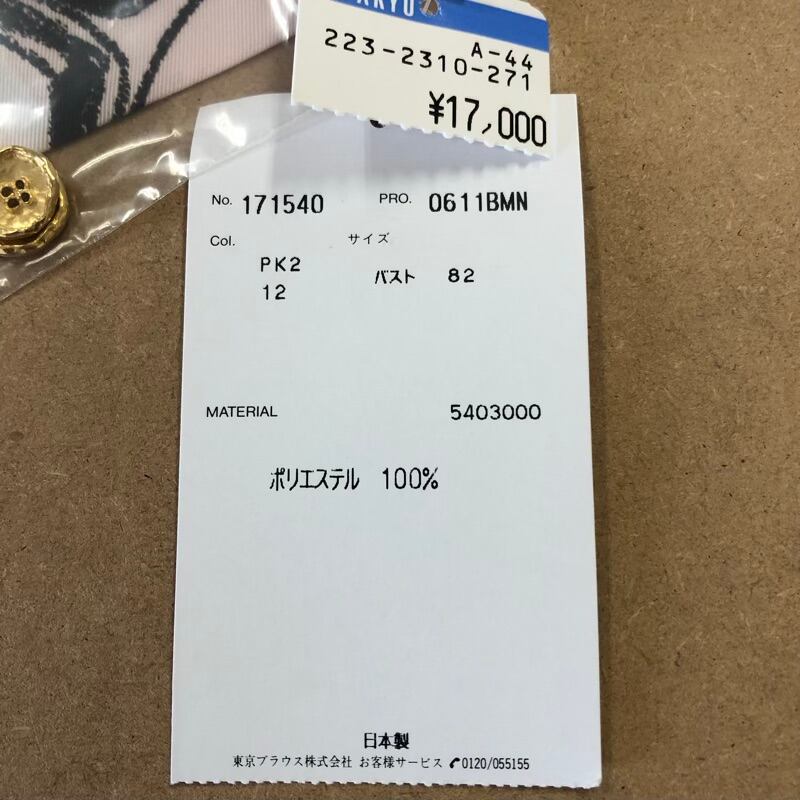 A-44
223-2310-271
¥17,000
No. 171540 PRO. 0611BMN
Col. サイズ
PK2
12 バスト 82
MATERIAL 5403000
ポリエステル 100%
日本製
東京ブラウス株式会社 お客様サービス 0120/055155